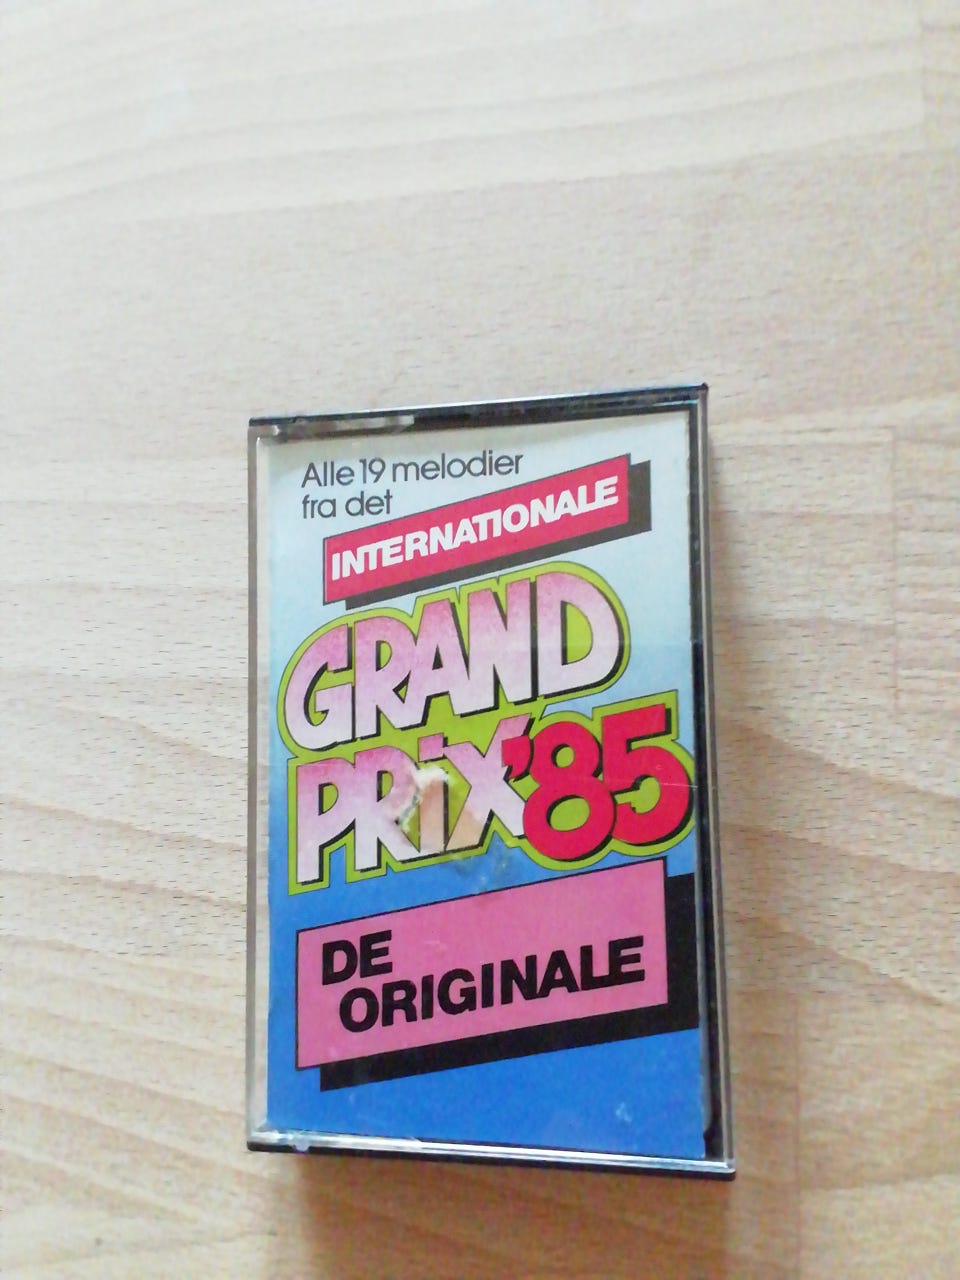 Alle 19 melodier
fra det
INTERNATIONALE
GRAND
PRiX'85
DE
ORIGINALE